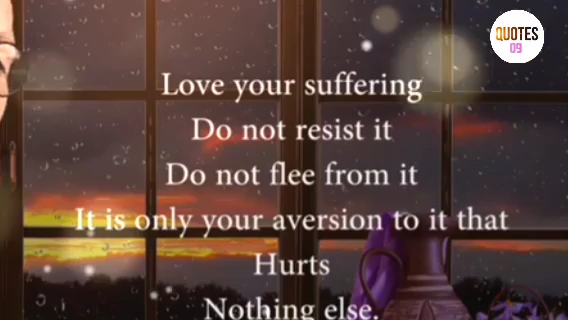 QUOTES
09
Love your suffering
Do not resist it
Do not flee from it
It is only your aversion to it that
Hurts
Nothing else.